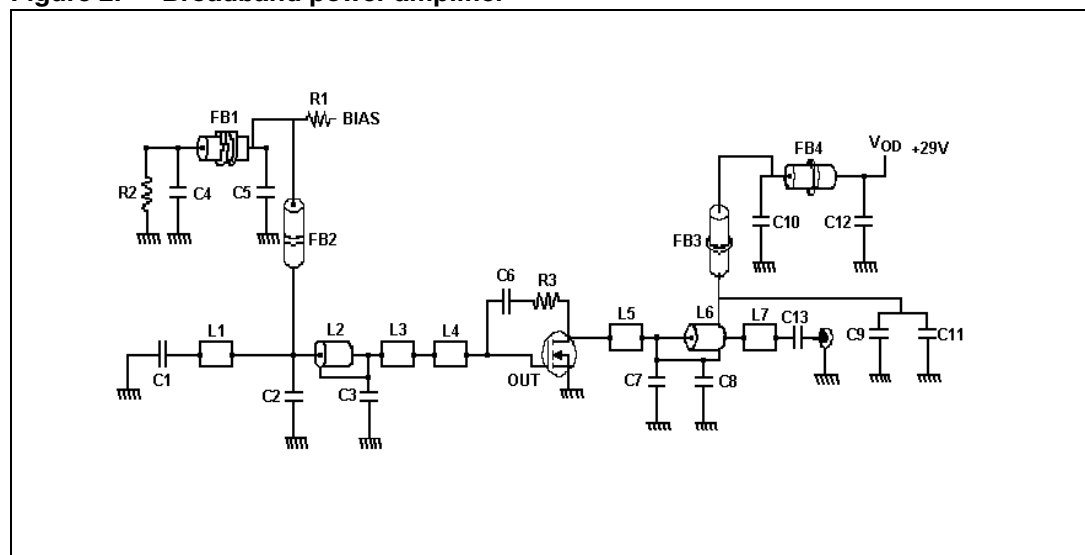 Figure 2. Broadband power amplifier
R1
BIAS
FB1
R2
C4
C5
FB2
FB4
VOD +29V
C10
C12
FB3
C6
R3
L1
L2
L3
L4
L5
L6
L7
C13
C1
C2
C3
OUT
C7
C8
C9
C11